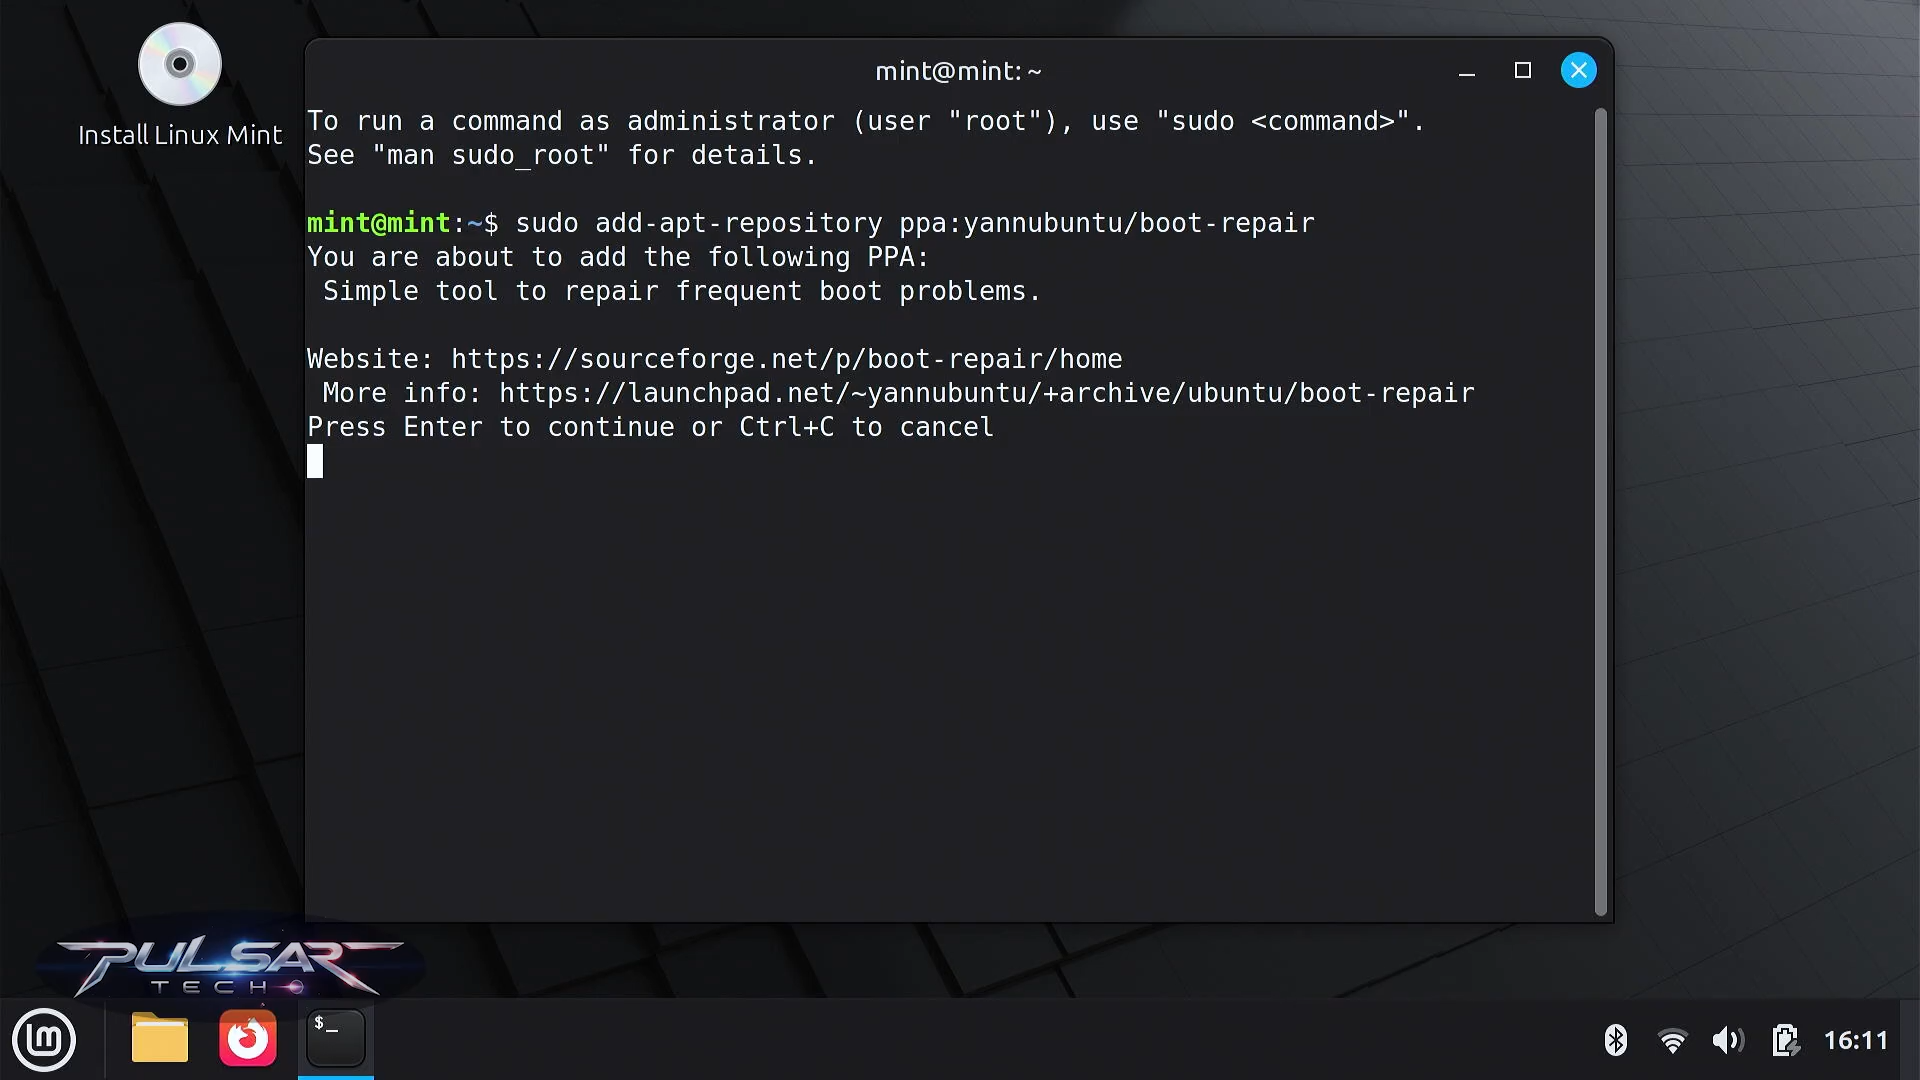 Install Linux Mint
mint@mint: ~
To run a command as administrator (user "root"), use "sudo <command>".
See "man sudo_root" for details.
mint@mint:~$ sudo add-apt-repository ppa:yannubuntu/boot-repair
You are about to add the following PPA:
Simple tool to repair frequent boot problems.
Website: https://sourceforge.net/p/boot-repair/home
More info: https://launchpad.net/~yannubuntu/+archive/ubuntu/boot-repair
Press Enter to continue or Ctrl+C to cancel
PULSAR
TECH
$_
16:11